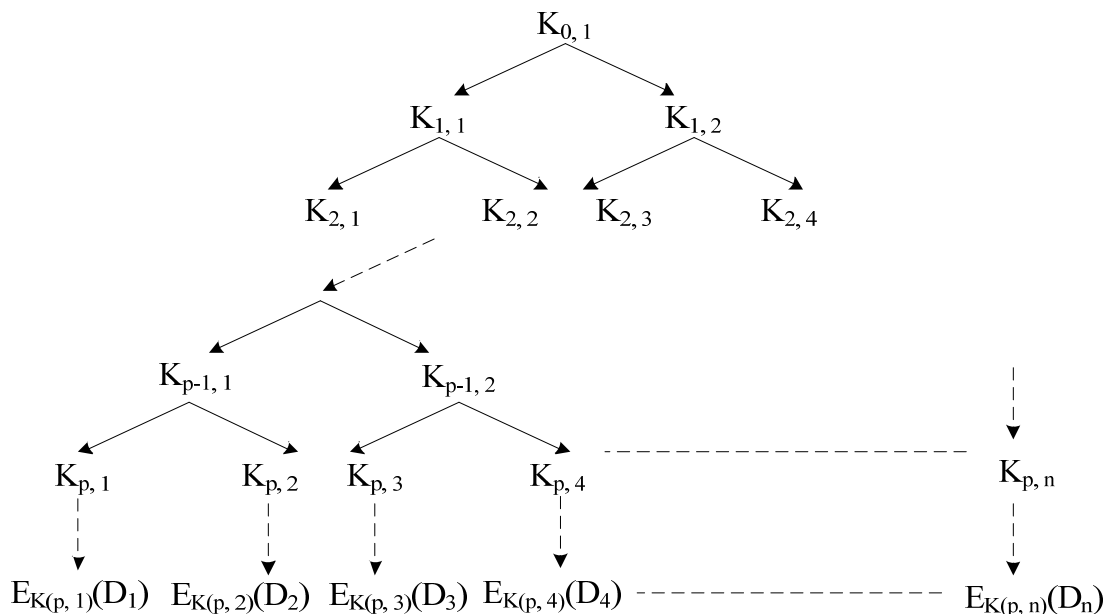 K0, 1
K1, 1 K1, 2
K2, 1 K2, 2 K2, 3 K2, 4
Kp-1, 1 Kp-1, 2
Kp, 1 Kp, 2 Kp, 3 Kp, 4 Kp, n
EK(p, 1)(D1) EK(p, 2)(D2) EK(p, 3)(D3) EK(p, 4)(D4) EK(p, n)(Dn)